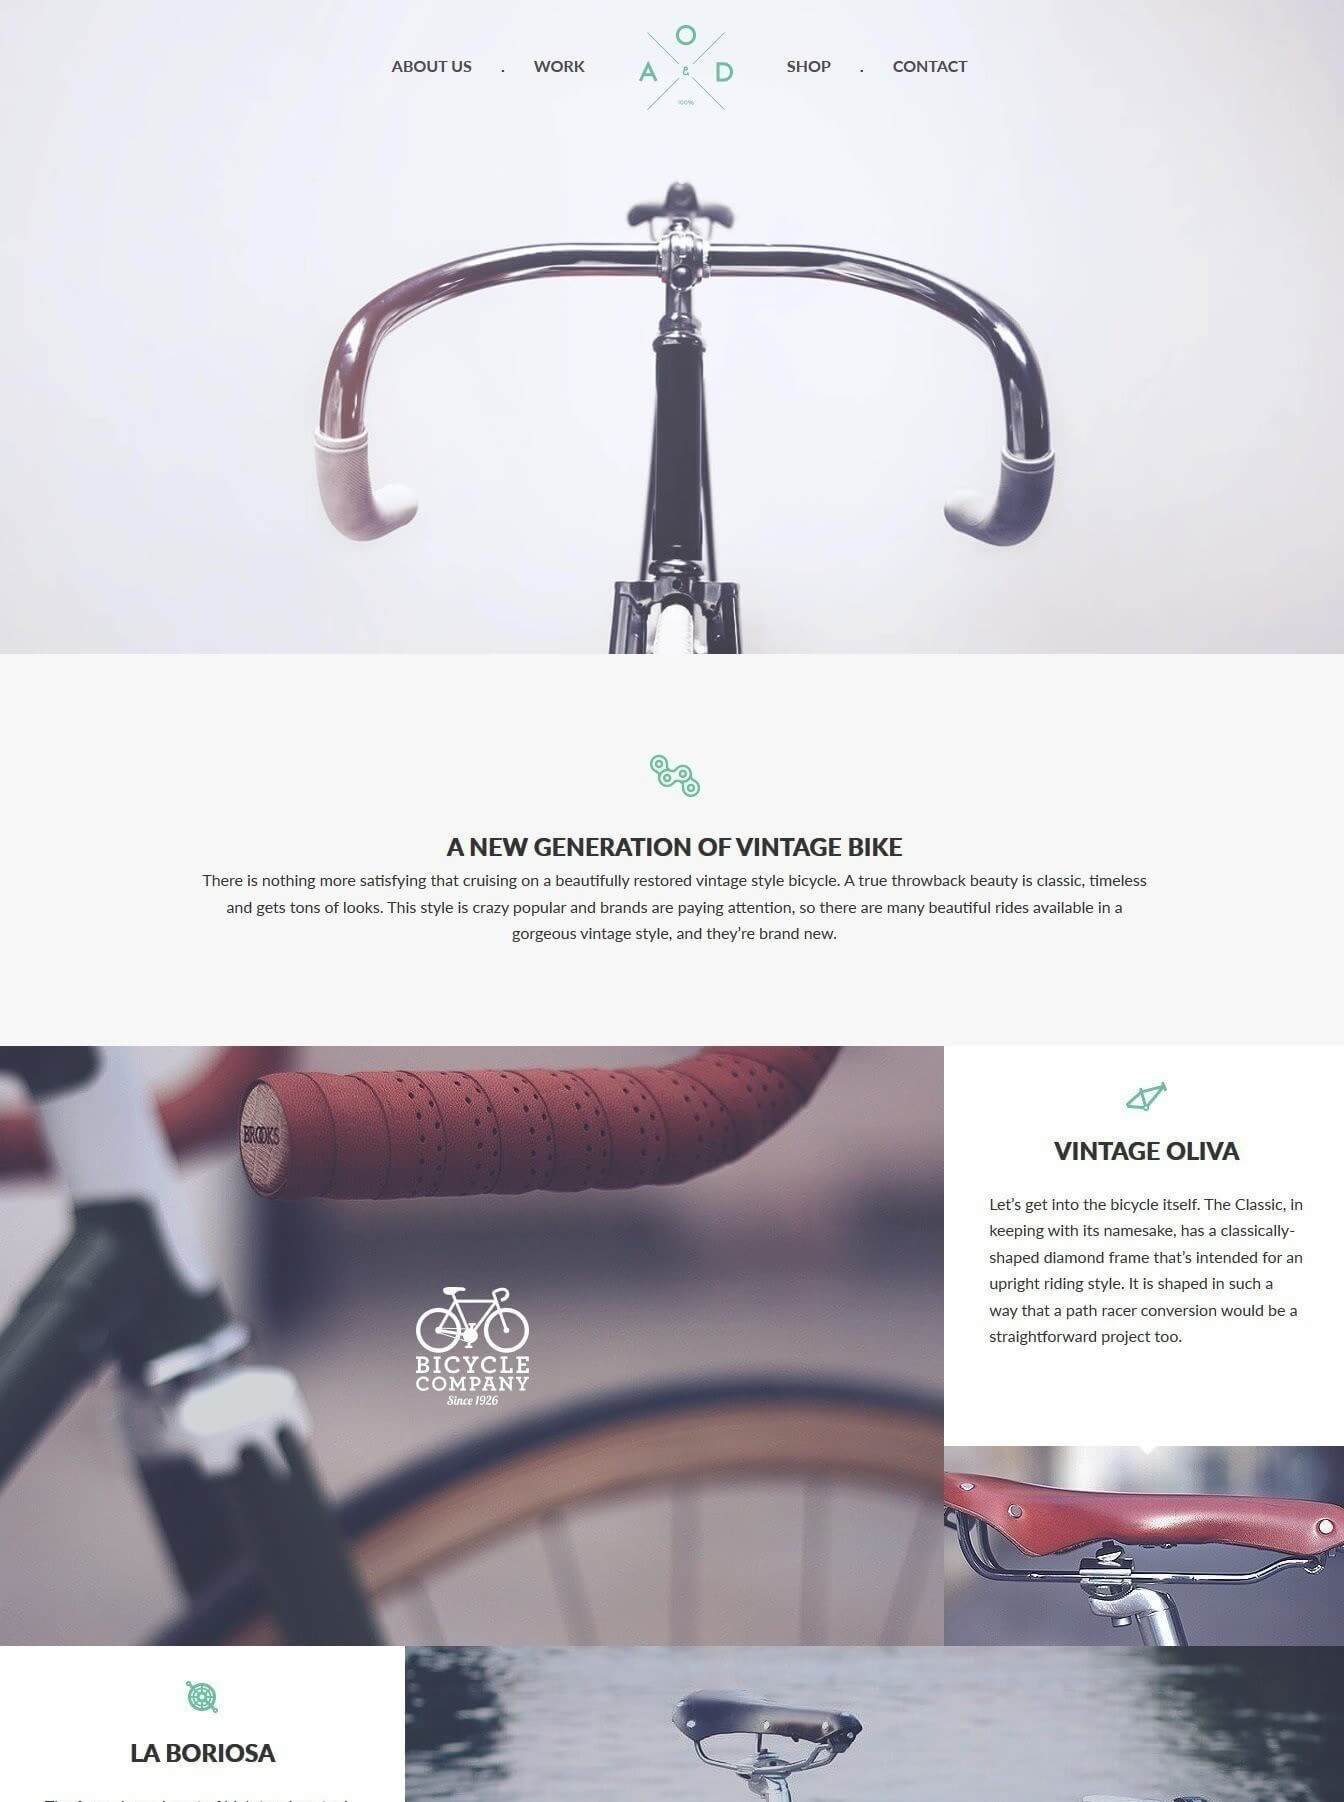 ABOUT US . WORK
O
A & D
100%
SHOP . CONTACT
A NEW GENERATION OF VINTAGE BIKE
There is nothing more satisfying that cruising on a beautifully restored vintage style bicycle. A true throwback beauty is classic, timeless
and gets tons of looks. This style is crazy popular and brands are paying attention, so there are many beautiful rides available in a
gorgeous vintage style, and they’re brand new.
BROOKS
BICYCLE
COMPANY
Since 1926
VINTAGE OLIVA
Let’s get into the bicycle itself. The Classic, in
keeping with its namesake, has a classically-
shaped diamond frame that’s intended for an
upright riding style. It is shaped in such a
way that a path racer conversion would be a
straightforward project too.
LA BORIOSA